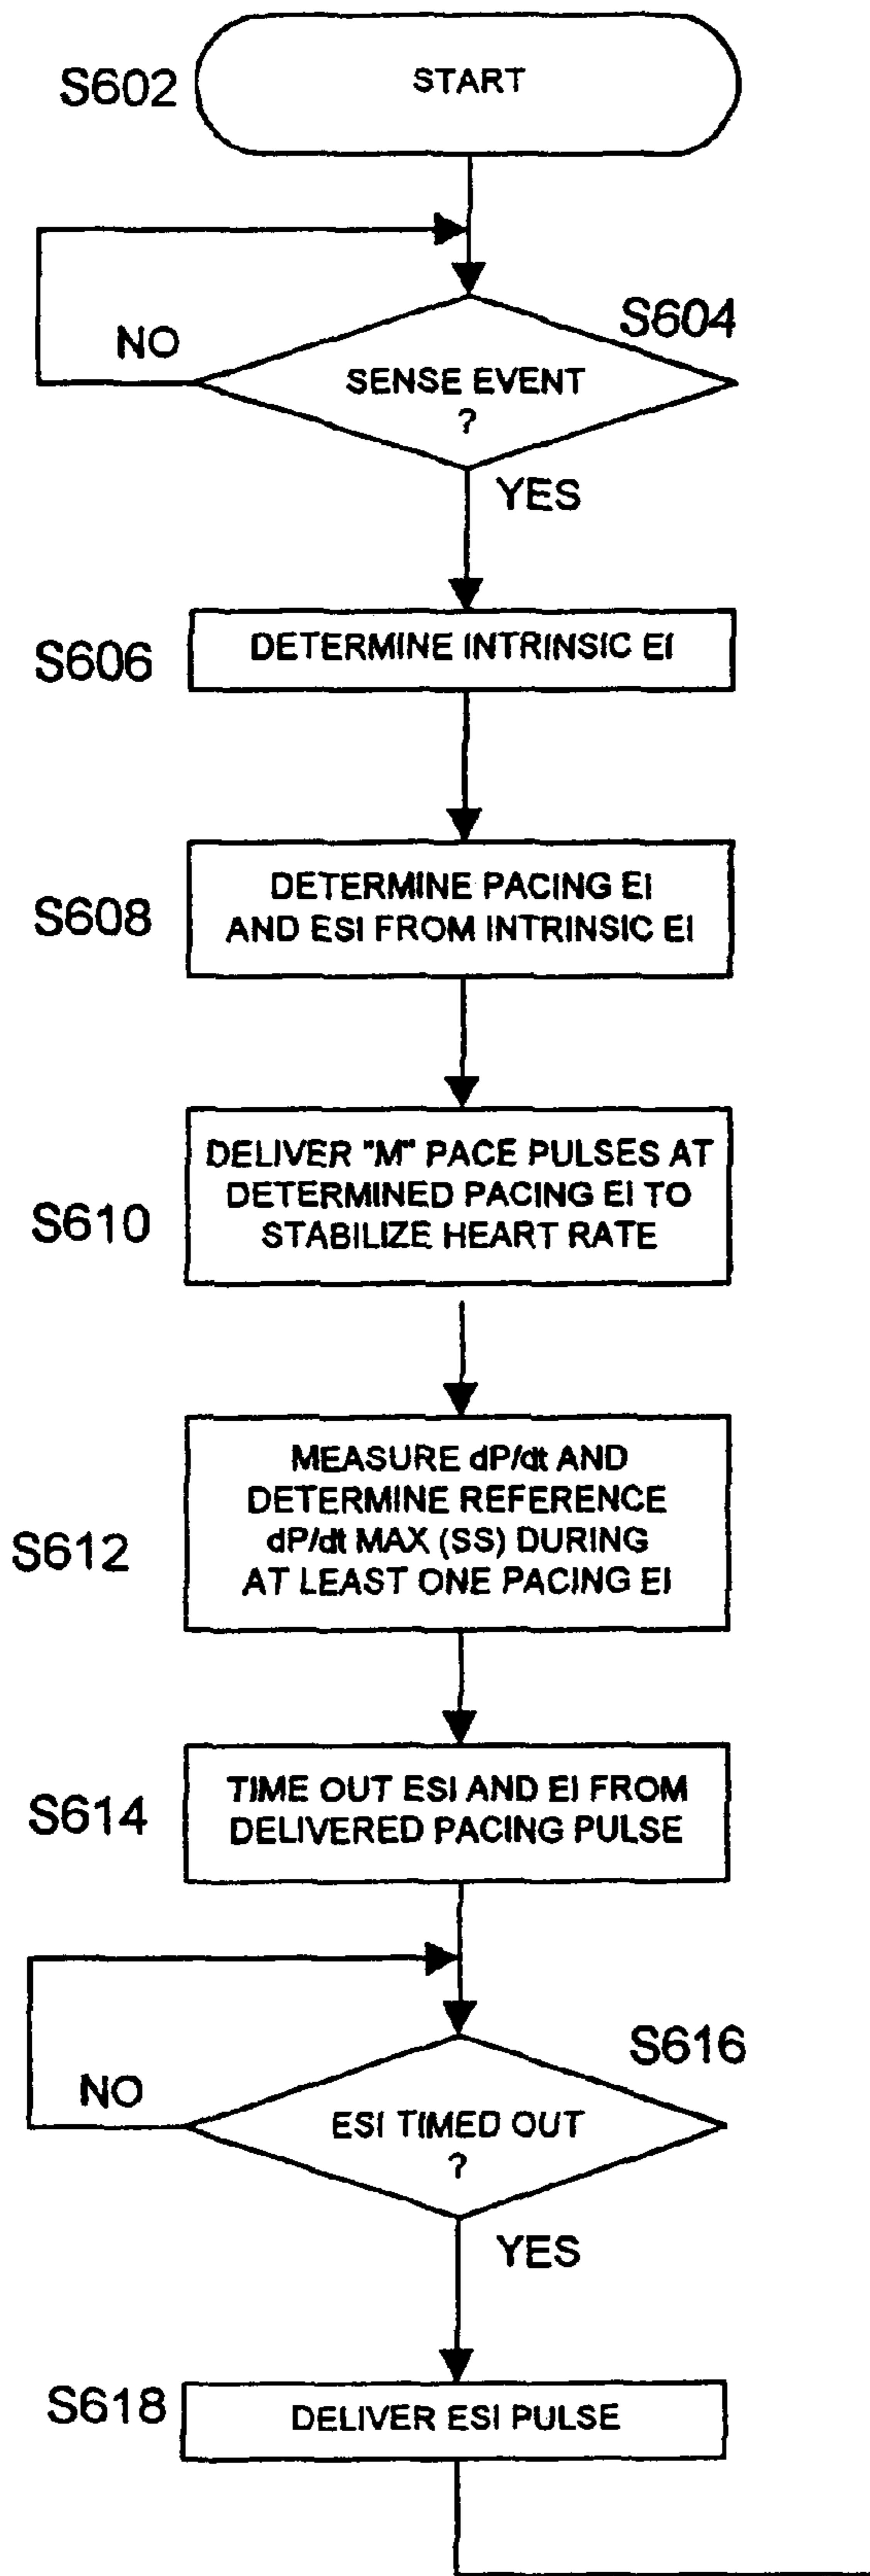 S602
START
S604
NO
SENSE EVENT
?
YES
S606
DETERMINE INTRINSIC EI
S608
DETERMINE PACING EI
AND ESI FROM INTRINSIC EI
S610
DELIVER "M" PACE PULSES AT
DETERMINED PACING EI TO
STABILIZE HEART RATE
S612
MEASURE dP/dt AND
DETERMINE REFERENCE
dP/dt MAX (SS) DURING
AT LEAST ONE PACING EI
S614
TIME OUT ESI AND EI FROM
DELIVERED PACING PULSE
S616
NO
ESI TIMED OUT
?
YES
S618
DELIVER ESI PULSE